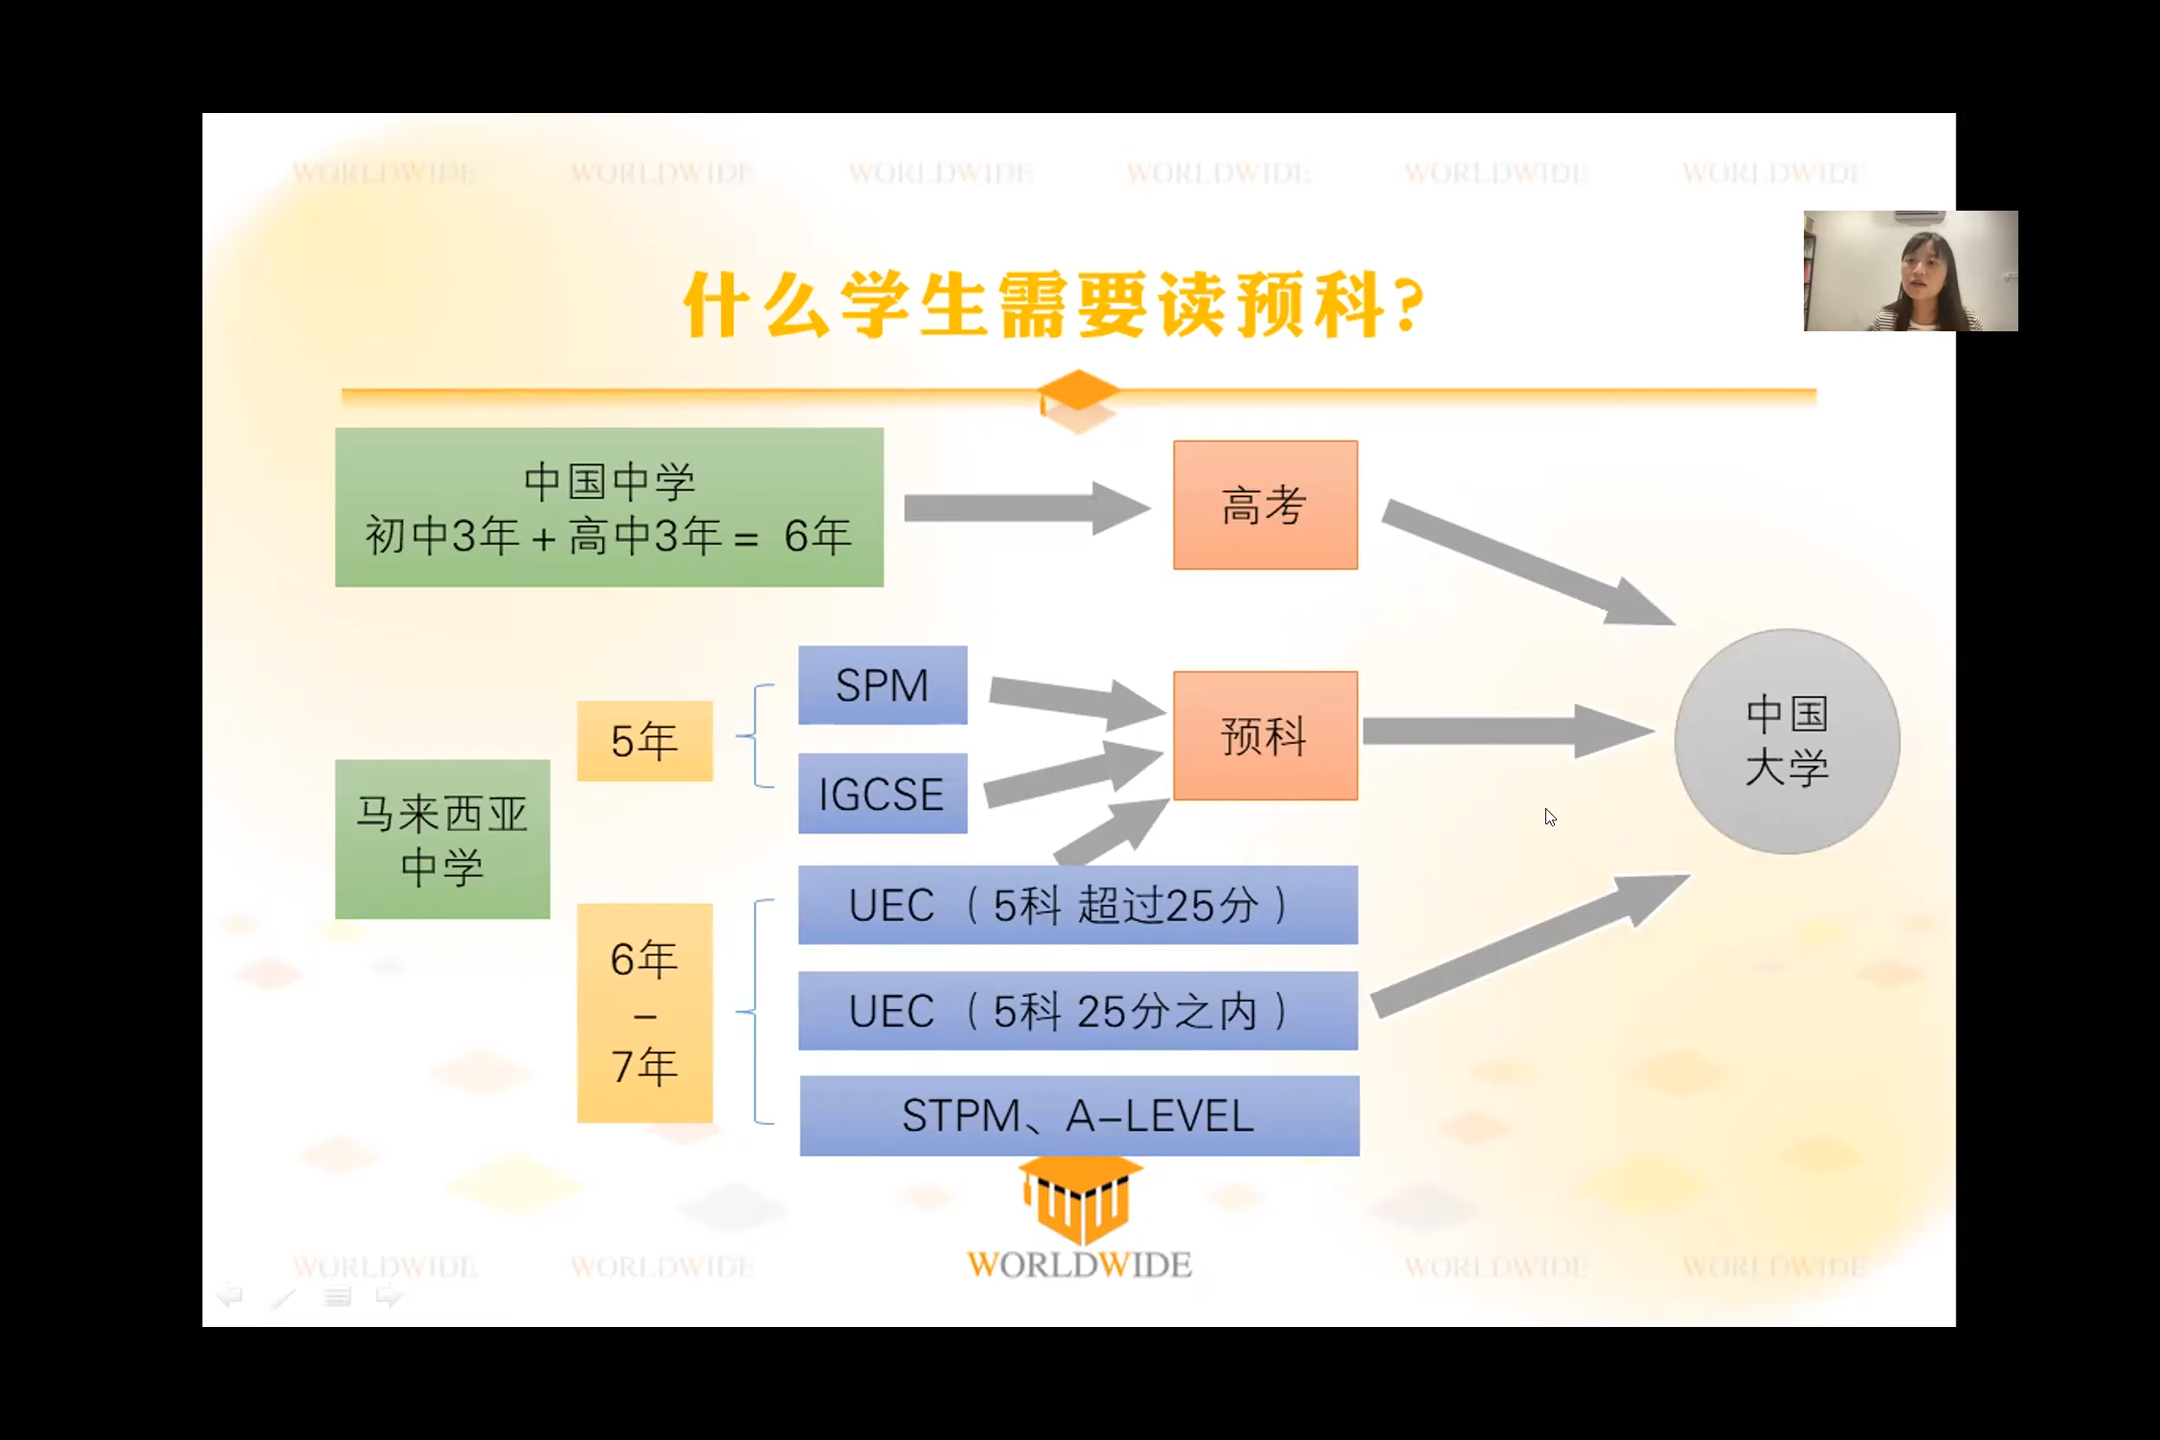 WORLDWIDE WORLDWIDE WORLDWIDE WORLDWIDE WORLDWIDE WORLDWIDE
什么学生需要读预科?
中国中学
初中3年+高中3年= 6年
高考
SPM
5年
IGCSE
预科
中国
大学
马来西亚
中学
6年
–
7年
UEC （5科 超过25分）
UEC （5科 25分之内）
STPM、A–LEVEL
WORLDWIDE WORLDWIDE WORLDWIDE WORLDWIDE WORLDWIDE